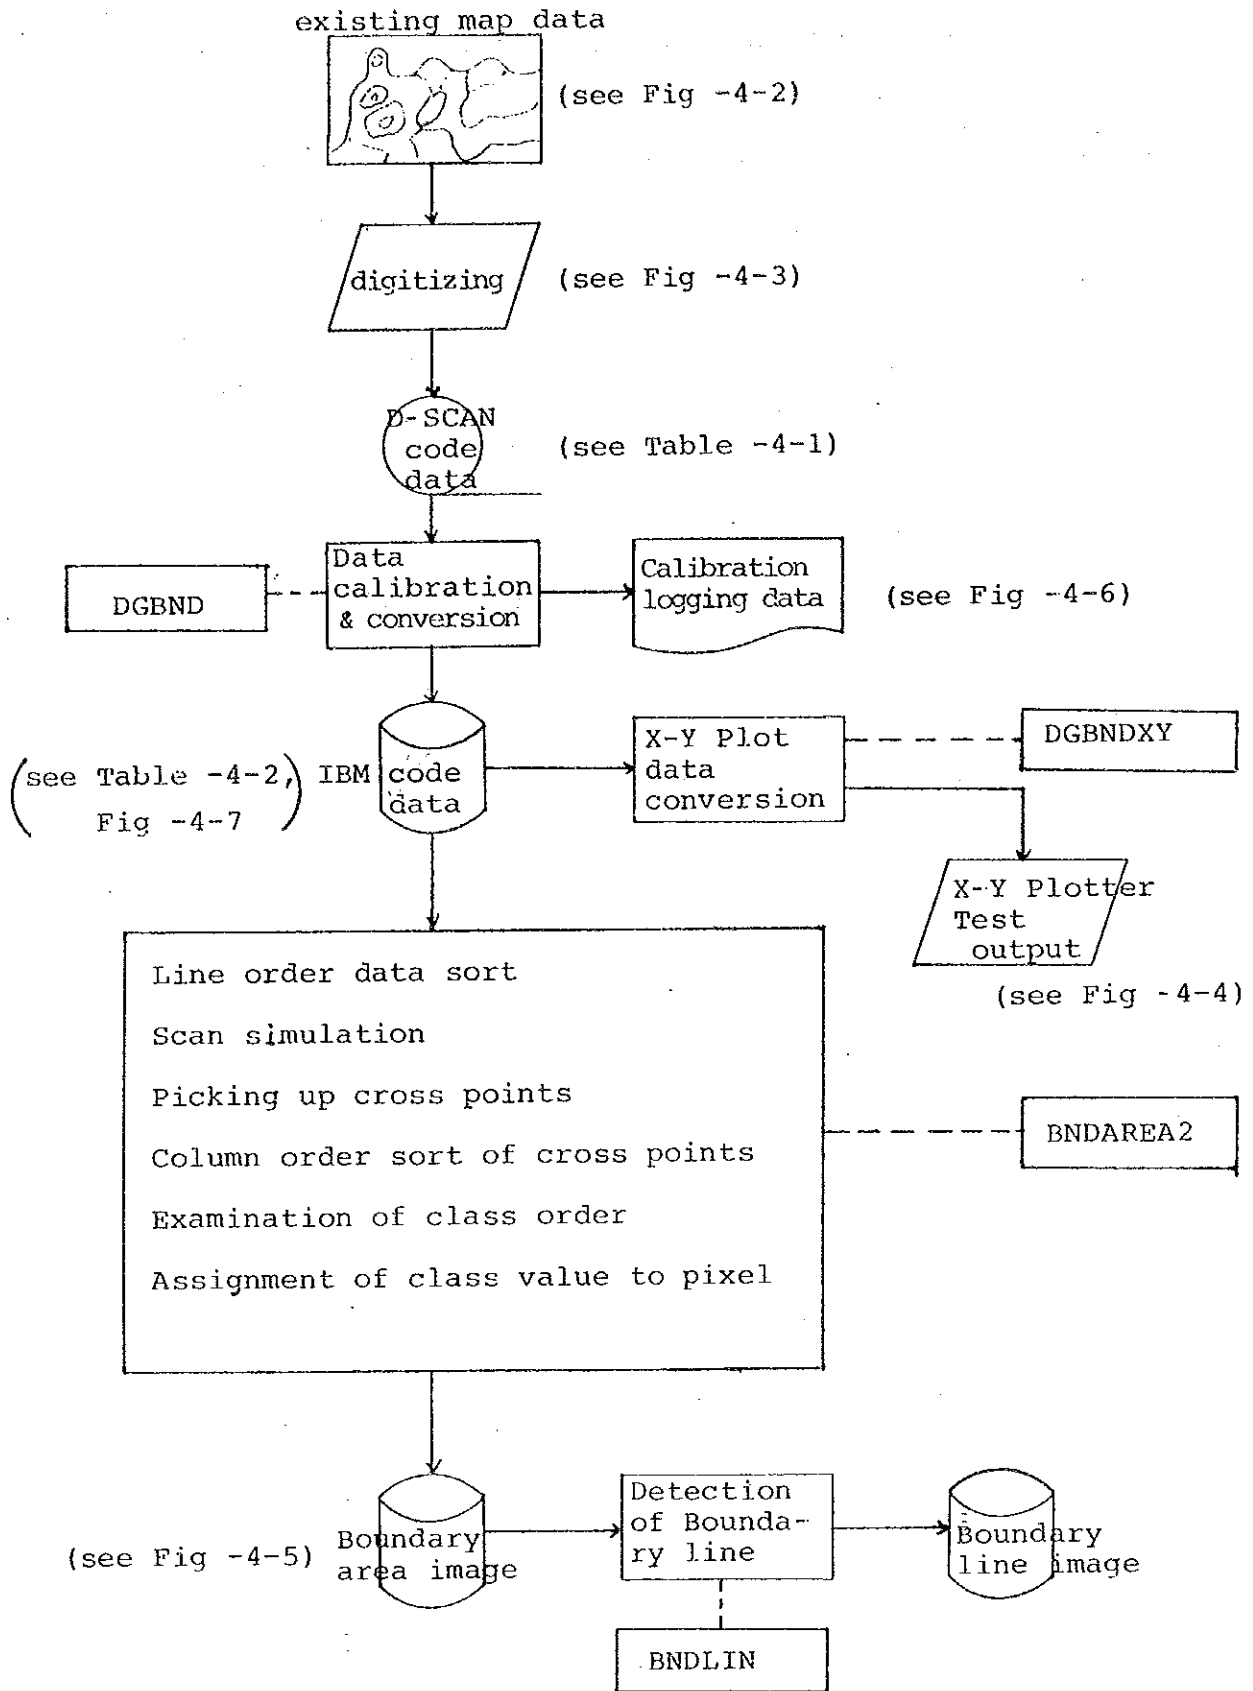 existing map data
(see Fig -4-2)
digitizing
(see Fig -4-3)
D-SCAN
code
data
(see Table -4-1)
DGBND
Data
calibration
& conversion
Calibration
logging data
(see Fig -4-6)
(see Table -4-2,
Fig -4-7)
IBM code
data
X-Y Plot
data
conversion
DGBNDXY
X-Y Plotter
Test
output
(see Fig -4-4)
Line order data sort
Scan simulation
Picking up cross points
Column order sort of cross points
Examination of class order
Assignment of class value to pixel
BNDAREA2
(see Fig -4-5)
Boundary
area image
Detection
of Bounda-
ry line
Boundary
line image
BNDLIN